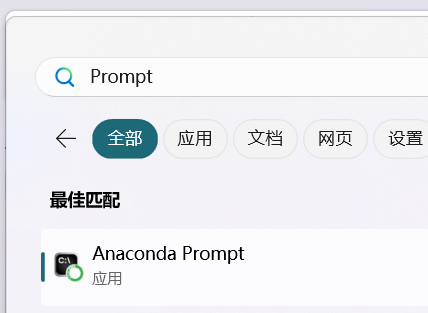 Prompt
全部 应用 文档 网页 设置
最佳匹配
Anaconda Prompt
应用